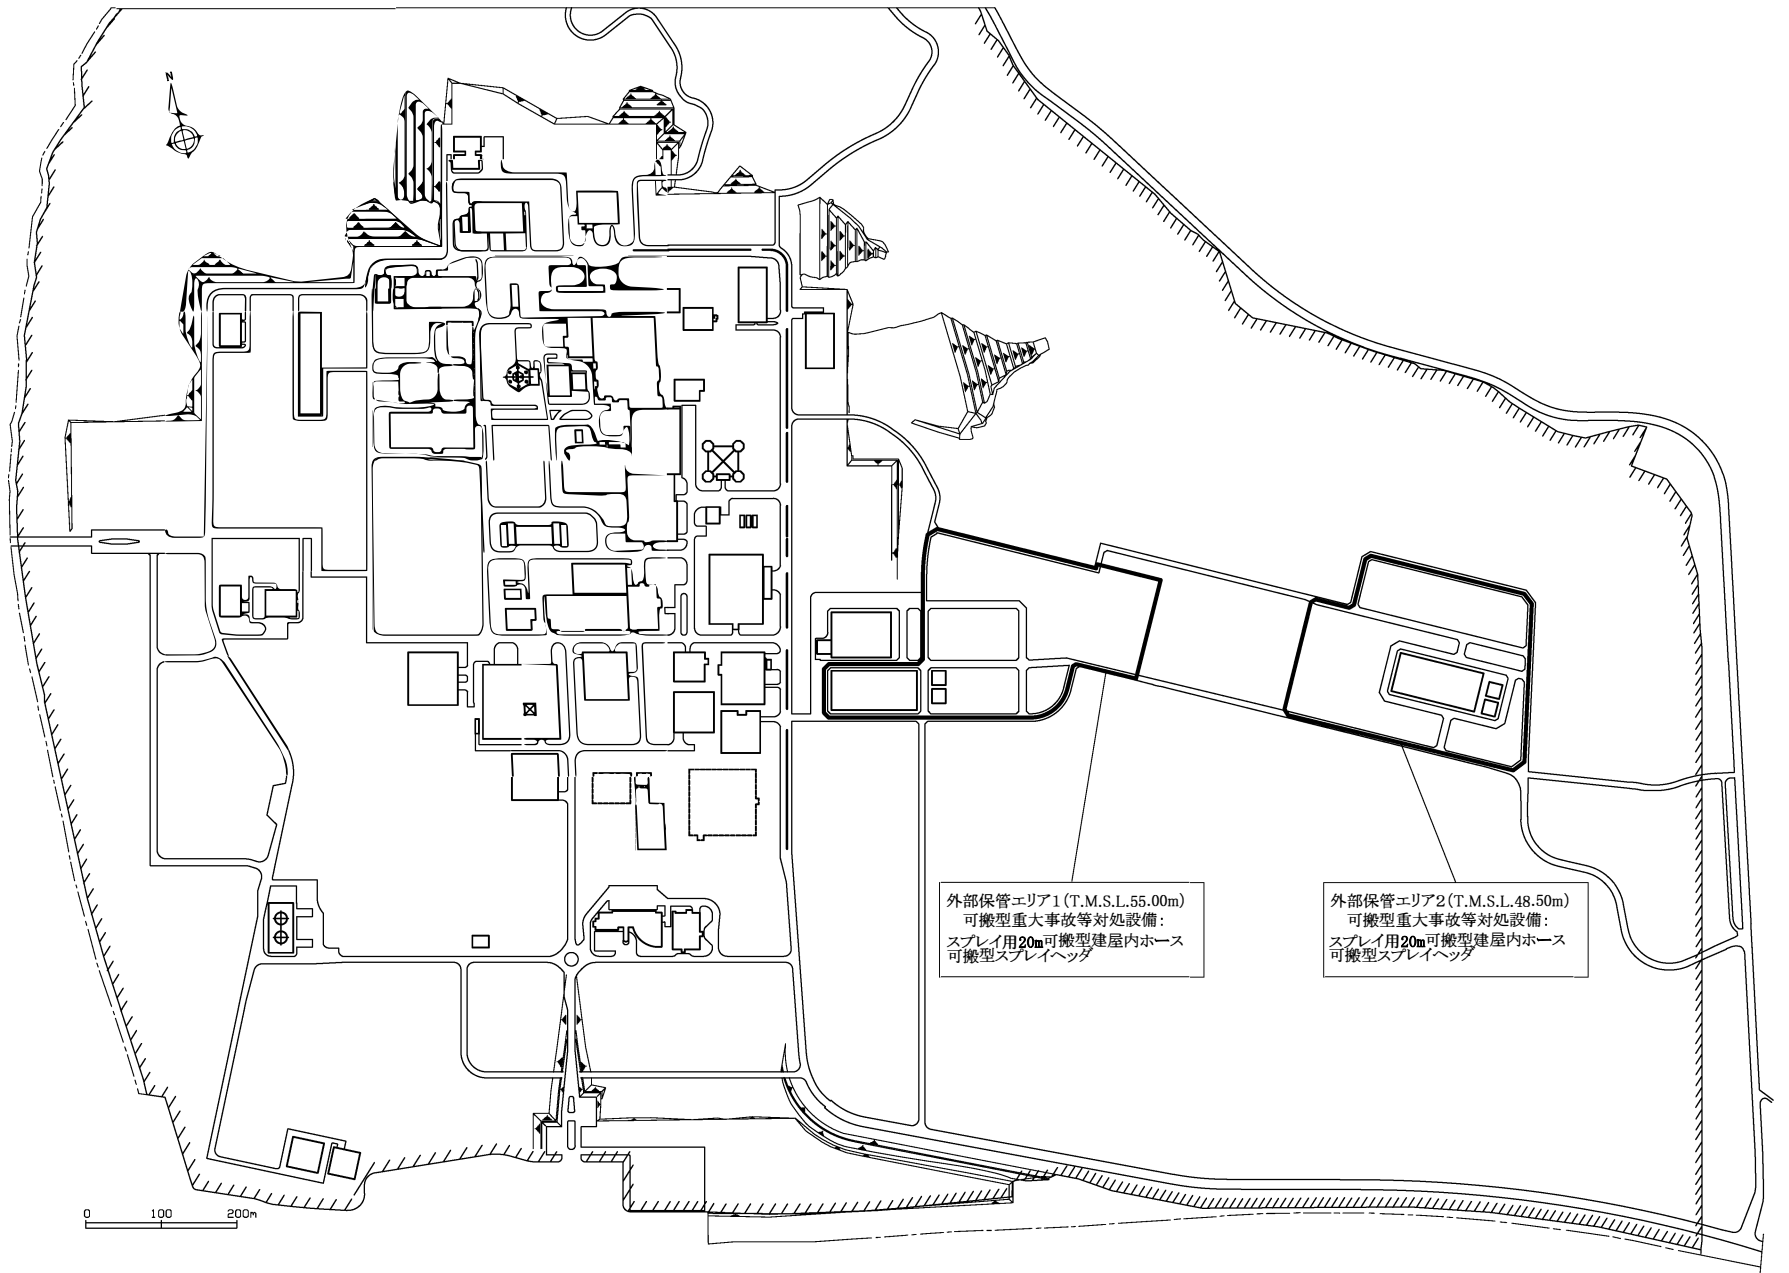 N
外部保管エリア1(T.M.S.L.55.00m)
可搬型重大事故等対処設備:
スプレイ用20m可搬型建屋内ホース
可搬型スプレイヘッダ
外部保管エリア2(T.M.S.L.48.50m)
可搬型重大事故等対処設備:
スプレイ用20m可搬型建屋内ホース
可搬型スプレイヘッダ
0 100 200m